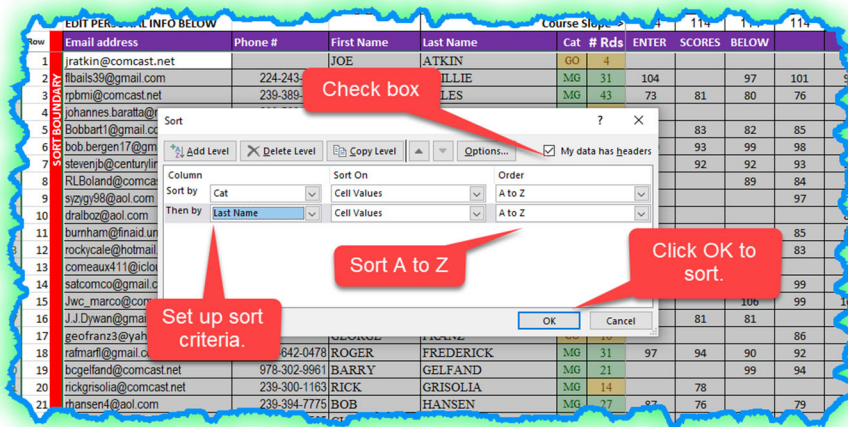 EDIT PERSONAL INFO BELOW Course Slope -> 114 114
Row Email address Phone # First Name Last Name Cat # Rds ENTER SCORES BELOW
1 jratkin@comcast.net JOE ATKIN GO 4
2 flbails39@gmail.com 224-243- MG 31 104 97 101
3 rpbmi@comcast.net 239-389- MG 43 73 81 80 76
Check box
SORT BOUNDARY
4 johannes.baratta@
5 Bobbart1@gmail.co 83 82 85
6 bob.bergen17@gm 93 99 98
7 stevenjb@centurylin 92 92 93
8 RLBoland@comca 89 84
9 syzygy98@aol.com 97
10 dralboz@aol.com
11 burnham@finaid.un 85
12 rockycale@hotmail. 83
13 comeaux411@iclou
14 satcomco@gmail.c 99
15 Jwc_marco@com 106 99
16 J.J.Dywan@gmai 81 81
17 geofranz3@yah GEORGE FRANZ 86
18 rafmarfl@gmail.c 642-0478 ROGER FREDERICK MG 31 97 94 90 92
19 bcgelfand@comcast.net 978-302-9961 BARRY GELFAND MG 21 99 94
20 rickgrisolia@comcast.net 239-300-1163 RICK GRISOLIA MG 14 78
21 rhansen4@aol.com 239-394-7775 BOB HANSEN MG 27 87 76 79
Sort ? ×
Add Level Delete Level Copy Level Options... My data has headers
Column Sort On Order
Sort by Cat Cell Values A to Z
Then by Last Name Cell Values A to Z
Sort A to Z
Click OK to
sort.
Set up sort
criteria.
OK Cancel